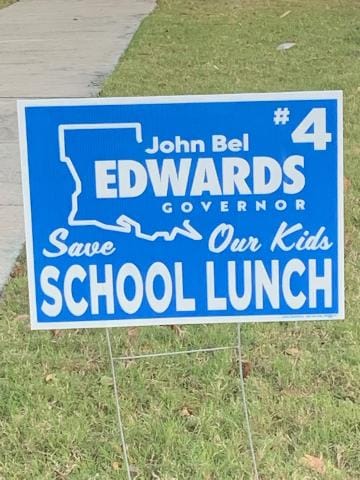 #4
John Bel
EDWARDS
GOVERNOR
Save Our Kids
SCHOOL LUNCH